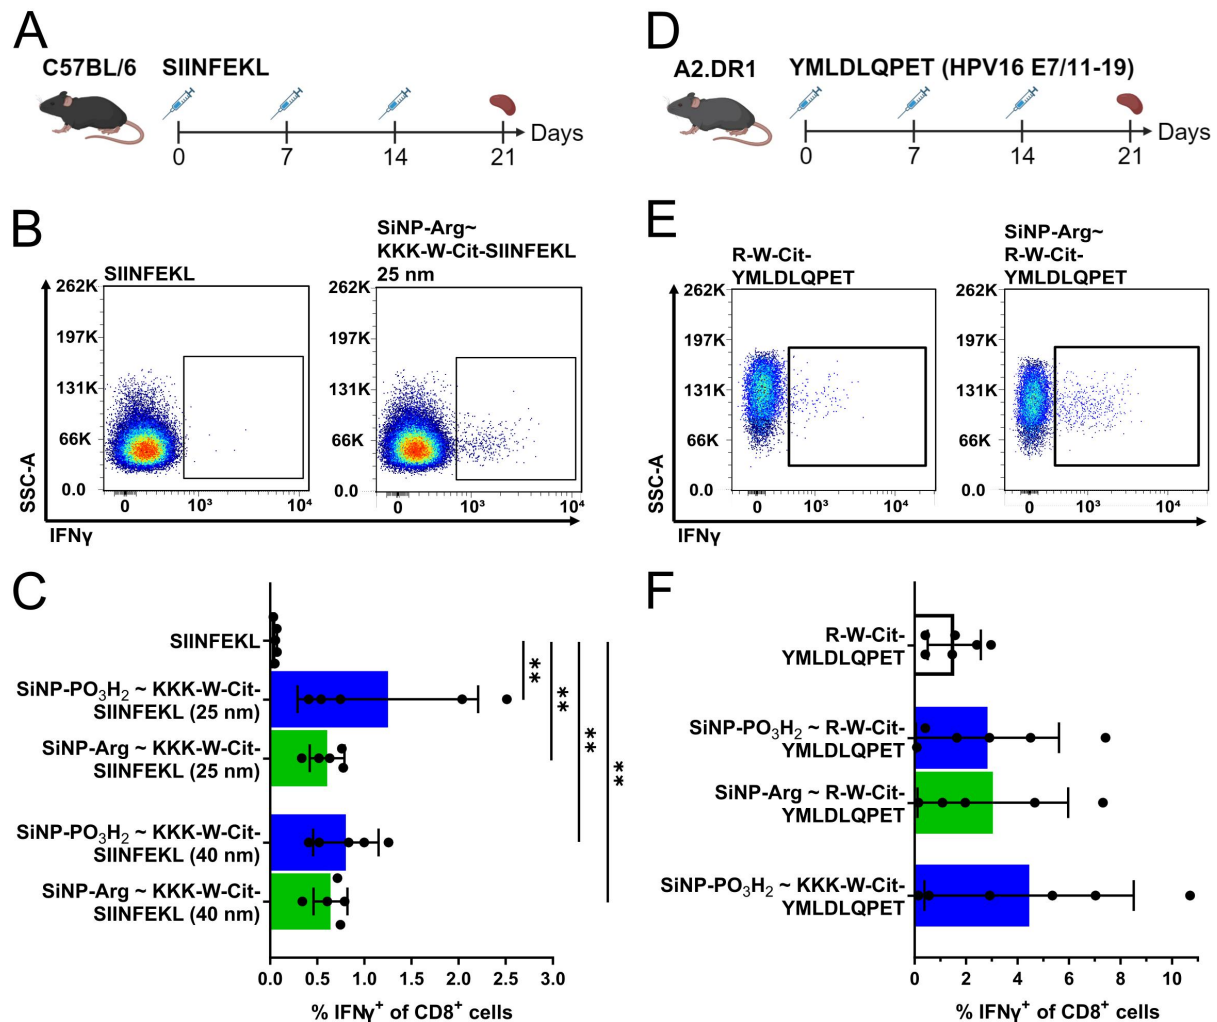 A
C57BL/6
SIINFEKL
0
7
14
21
Days
B
SIINFEKL
SiNP-Arg~
KKK-W-Cit-SIINFEKL
25 nm
262K
197K
131K
66K
0.0
0
10³
10⁴
262K
197K
131K
66K
0.0
0
10³
10⁴
SSC-A
IFNγ
C
SIINFEKL
SiNP-PO₃H₂ ~ KKK-W-Cit-
SIINFEKL (25 nm)
SiNP-Arg ~ KKK-W-Cit-
SIINFEKL (25 nm)
SiNP-PO₃H₂ ~ KKK-W-Cit-
SIINFEKL (40 nm)
SiNP-Arg ~ KKK-W-Cit-
SIINFEKL (40 nm)
**
**
**
**
0.0
0.5
1.0
1.5
2.0
2.5
3.0
% IFNγ⁺ of CD8⁺ cells
D
A2.DR1
YMLDLQPET (HPV16 E7/11-19)
0
7
14
21
Days
E
R-W-Cit-
YMLDLQPET
SiNP-Arg~
R-W-Cit-
YMLDLQPET
262K
197K
131K
66K
0.0
0
10³
10⁴
262K
197K
131K
66K
0.0
0
10³
10⁴
SSC-A
IFNγ
F
R-W-Cit-
YMLDLQPET
SiNP-PO₃H₂ ~ R-W-Cit-
YMLDLQPET
SiNP-Arg ~ R-W-Cit-
YMLDLQPET
SiNP-PO₃H₂ ~ KKK-W-Cit-
YMLDLQPET
0
2
4
6
8
10
% IFNγ⁺ of CD8⁺ cells